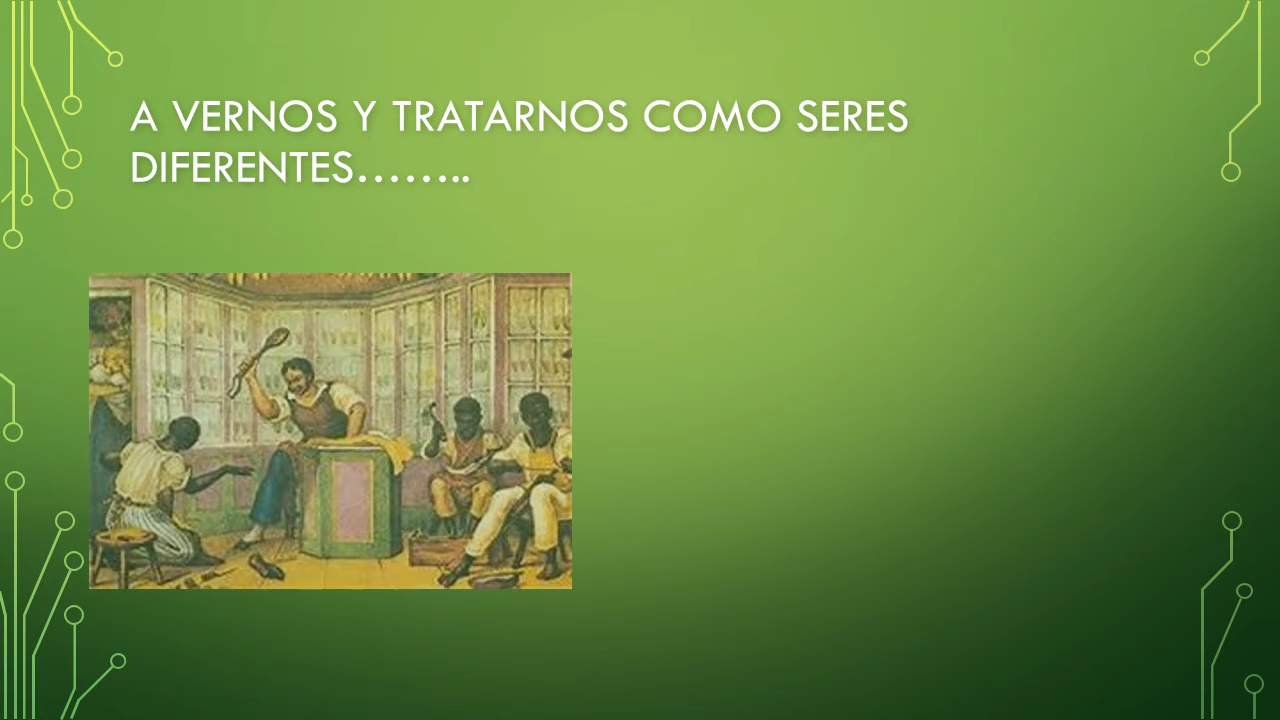 A VERNOS Y TRATARNOS COMO SERES
DIFERENTES……..